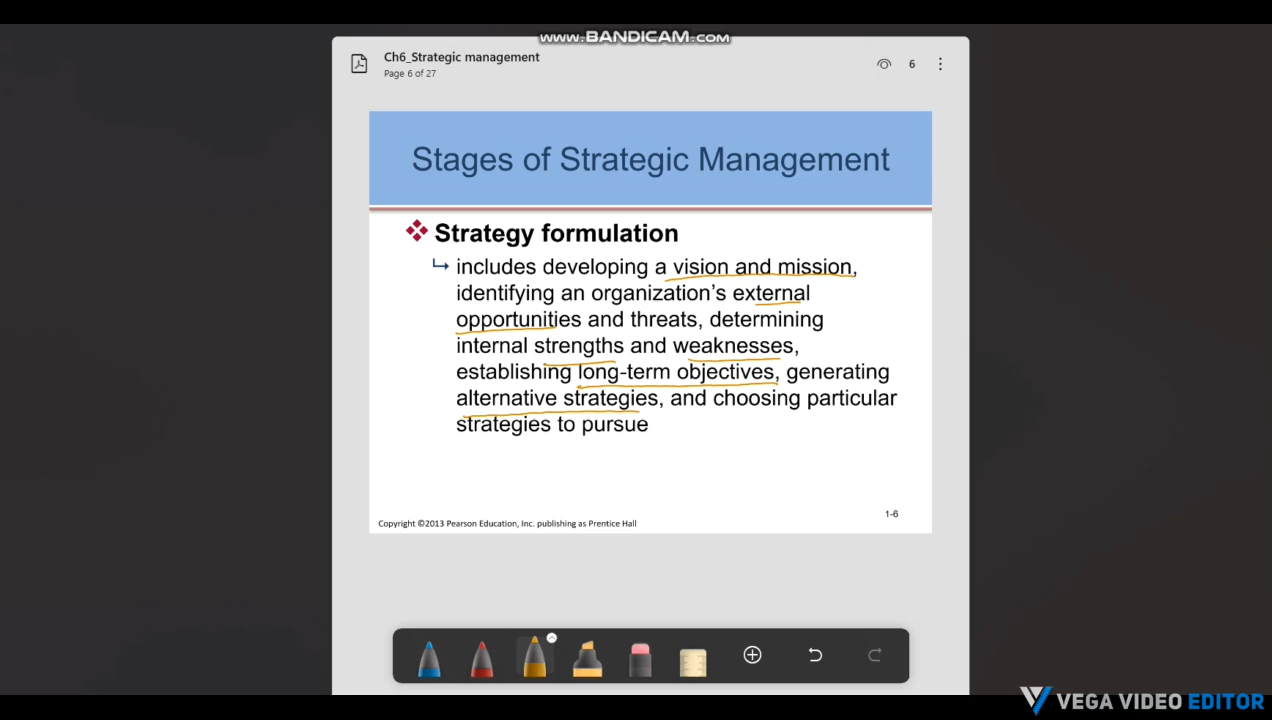 www.BANDICAM.com
Ch6_Strategic management
Page 6 of 27
6
Stages of Strategic Management
Strategy formulation
includes developing a vision and mission,
identifying an organization's external
opportunities and threats, determining
internal strengths and weaknesses,
establishing long-term objectives, generating
alternative strategies, and choosing particular
strategies to pursue
1-6
Copyright ©2013 Pearson Education, Inc. publishing as Prentice Hall
VEGA VIDEO EDITOR